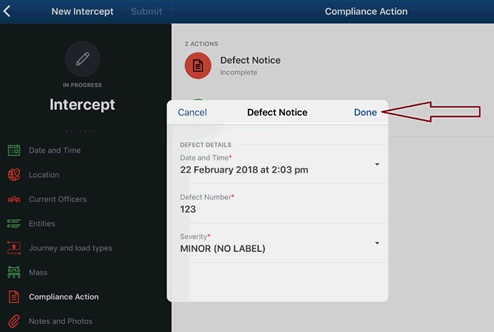 New Intercept
Submit
Compliance Action
IN PROGRESS
Intercept
Date and Time
Location
Current Officers
Entities
Journey and load types
Mass
Compliance Action
Notes and Photos
2 ACTIONS
Defect Notice
Incomplete
Cancel
Defect Notice
Done
DEFECT DETAILS
Date and Time*
22 February 2018 at 2:03 pm
Defect Number*
123
Severity*
MINOR (NO LABEL)